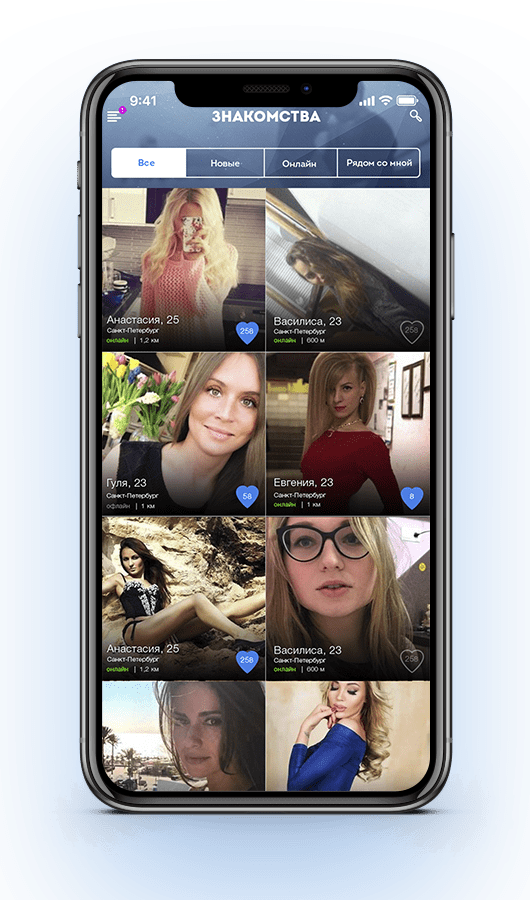 9:41
1
ЗНАКОМСТВА
Все
Новые
Онлайн
Рядом со мной
Анастасия, 25
Санкт-Петербург
онлайн | 1,2 км
258
Василиса, 23
Санкт-Петербург
онлайн | 600 м
258
Гуля, 23
Санкт-Петербург
офлайн | 1 км
58
Евгения, 23
Санкт-Петербург
онлайн | 1 км
8
Анастасия, 25
Санкт-Петербург
онлайн | 1,2 км
258
Василиса, 23
Санкт-Петербург
онлайн | 600 м
258